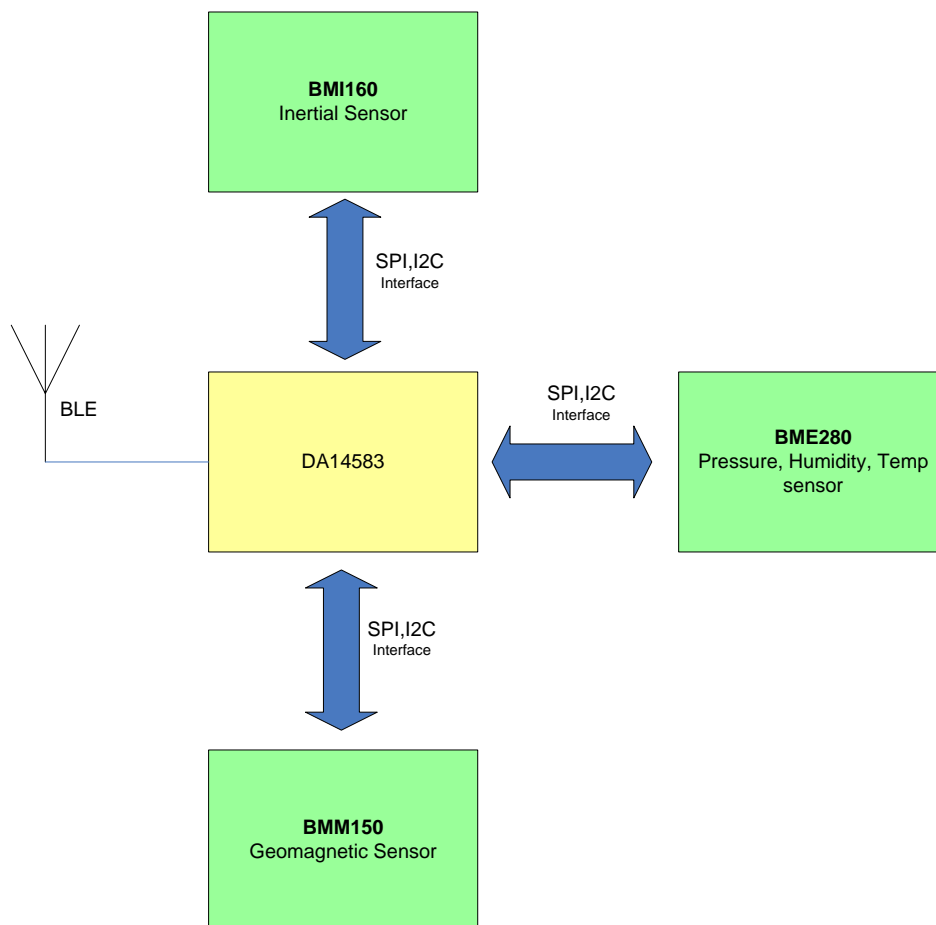 BMI160
Inertial Sensor
SPI,I2C
Interface
BLE
DA14583
SPI,I2C
Interface
BME280
Pressure, Humidity, Temp
sensor
SPI,I2C
Interface
BMM150
Geomagnetic Sensor